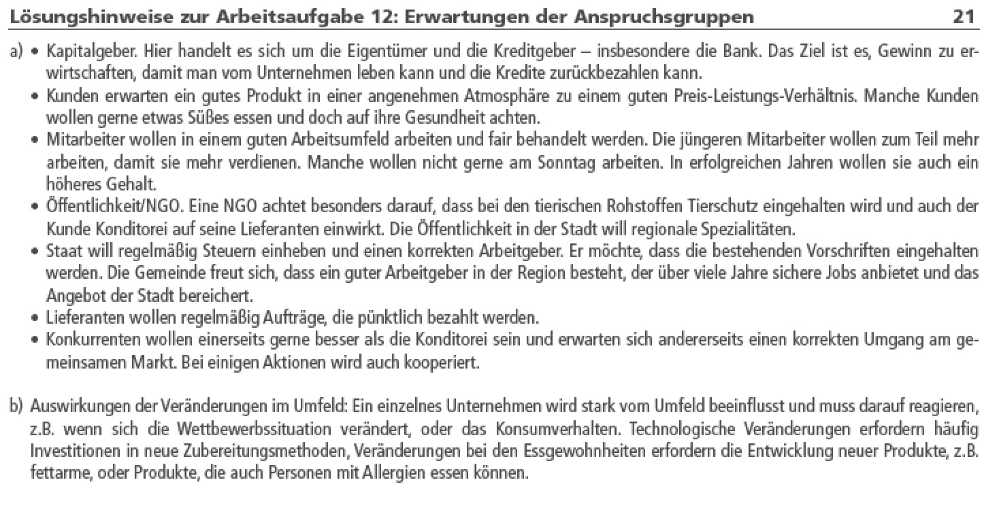 Lösungshinweise zur Arbeitsaufgabe 12: Erwartungen der Anspruchsgruppen 21
a) • Kapitalgeber. Hier handelt es sich um die Eigentümer und die Kreditgeber – insbesondere die Bank. Das Ziel ist es, Gewinn zu er-
wirtschaften, damit man vom Unternehmen leben kann und die Kredite zurückbezahlen kann.
• Kunden erwarten ein gutes Produkt in einer angenehmen Atmosphäre zu einem guten Preis-Leistungs-Verhältnis. Manche Kunden
wollen gerne etwas Süßes essen und doch auf ihre Gesundheit achten.
• Mitarbeiter wollen in einem guten Arbeitsumfeld arbeiten und fair behandelt werden. Die jüngeren Mitarbeiter wollen zum Teil mehr
arbeiten, damit sie mehr verdienen. Manche wollen nicht gerne am Sonntag arbeiten. In erfolgreichen Jahren wollen sie auch ein
höheres Gehalt.
• Öffentlichkeit/NGO. Eine NGO achtet besonders darauf, dass bei den tierischen Rohstoffen Tierschutz eingehalten wird und auch der
Kunde Konditorei auf seine Lieferanten einwirkt. Die Öffentlichkeit in der Stadt will regionale Spezialitäten.
• Staat will regelmäßig Steuern einheben und einen korrekten Arbeitgeber. Er möchte, dass die bestehenden Vorschriften eingehalten
werden. Die Gemeinde freut sich, dass ein guter Arbeitgeber in der Region besteht, der über viele Jahre sichere Jobs anbietet und das
Angebot der Stadt bereichert.
• Lieferanten wollen regelmäßig Aufträge, die pünktlich bezahlt werden.
• Konkurrenten wollen einerseits gerne besser als die Konditorei sein und erwarten sich andererseits einen korrekten Umgang am ge-
meinsamen Markt. Bei einigen Aktionen wird auch kooperiert.
b) Auswirkungen der Veränderungen im Umfeld: Ein einzelnes Unternehmen wird stark vom Umfeld beeinflusst und muss darauf reagieren,
z.B. wenn sich die Wettbewerbssituation verändert, oder das Konsumverhalten. Technologische Veränderungen erfordern häufig
Investitionen in neue Zubereitungsmethoden, Veränderungen bei den Essgewohnheiten erfordern die Entwicklung neuer Produkte, z.B.
fettarme, oder Produkte, die auch Personen mit Allergien essen können.